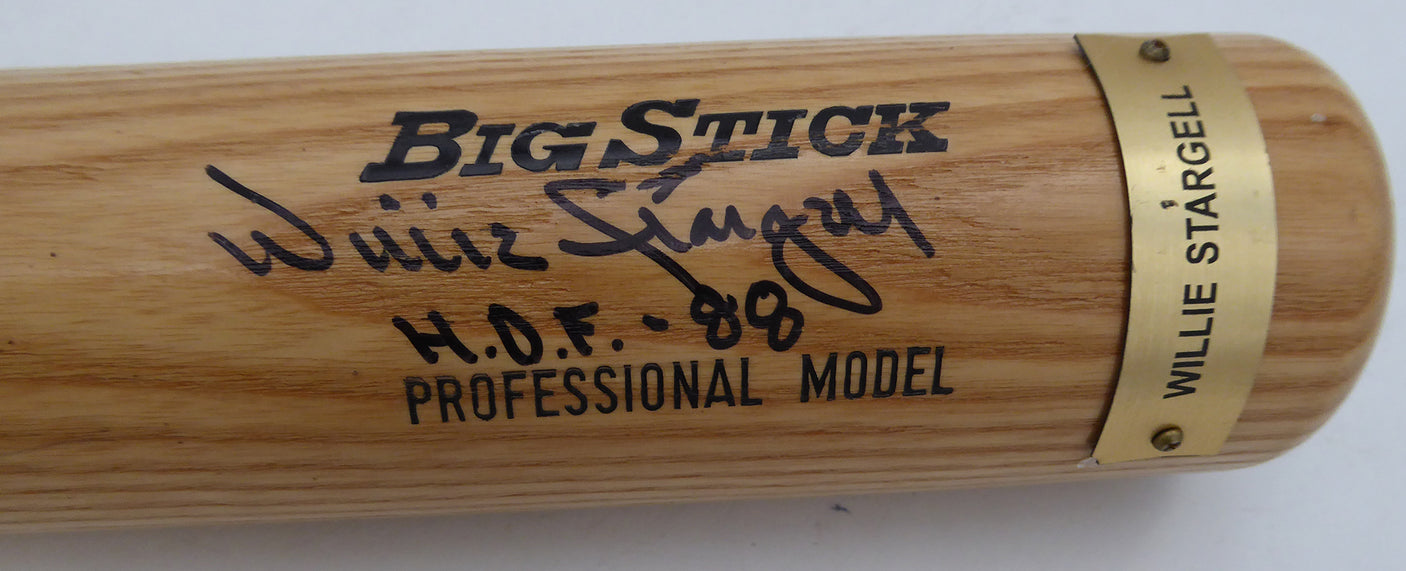 BIG STICK
Willie Stargell
H.O.F. - 88
PROFESSIONAL MODEL
WILLIE STARGELL